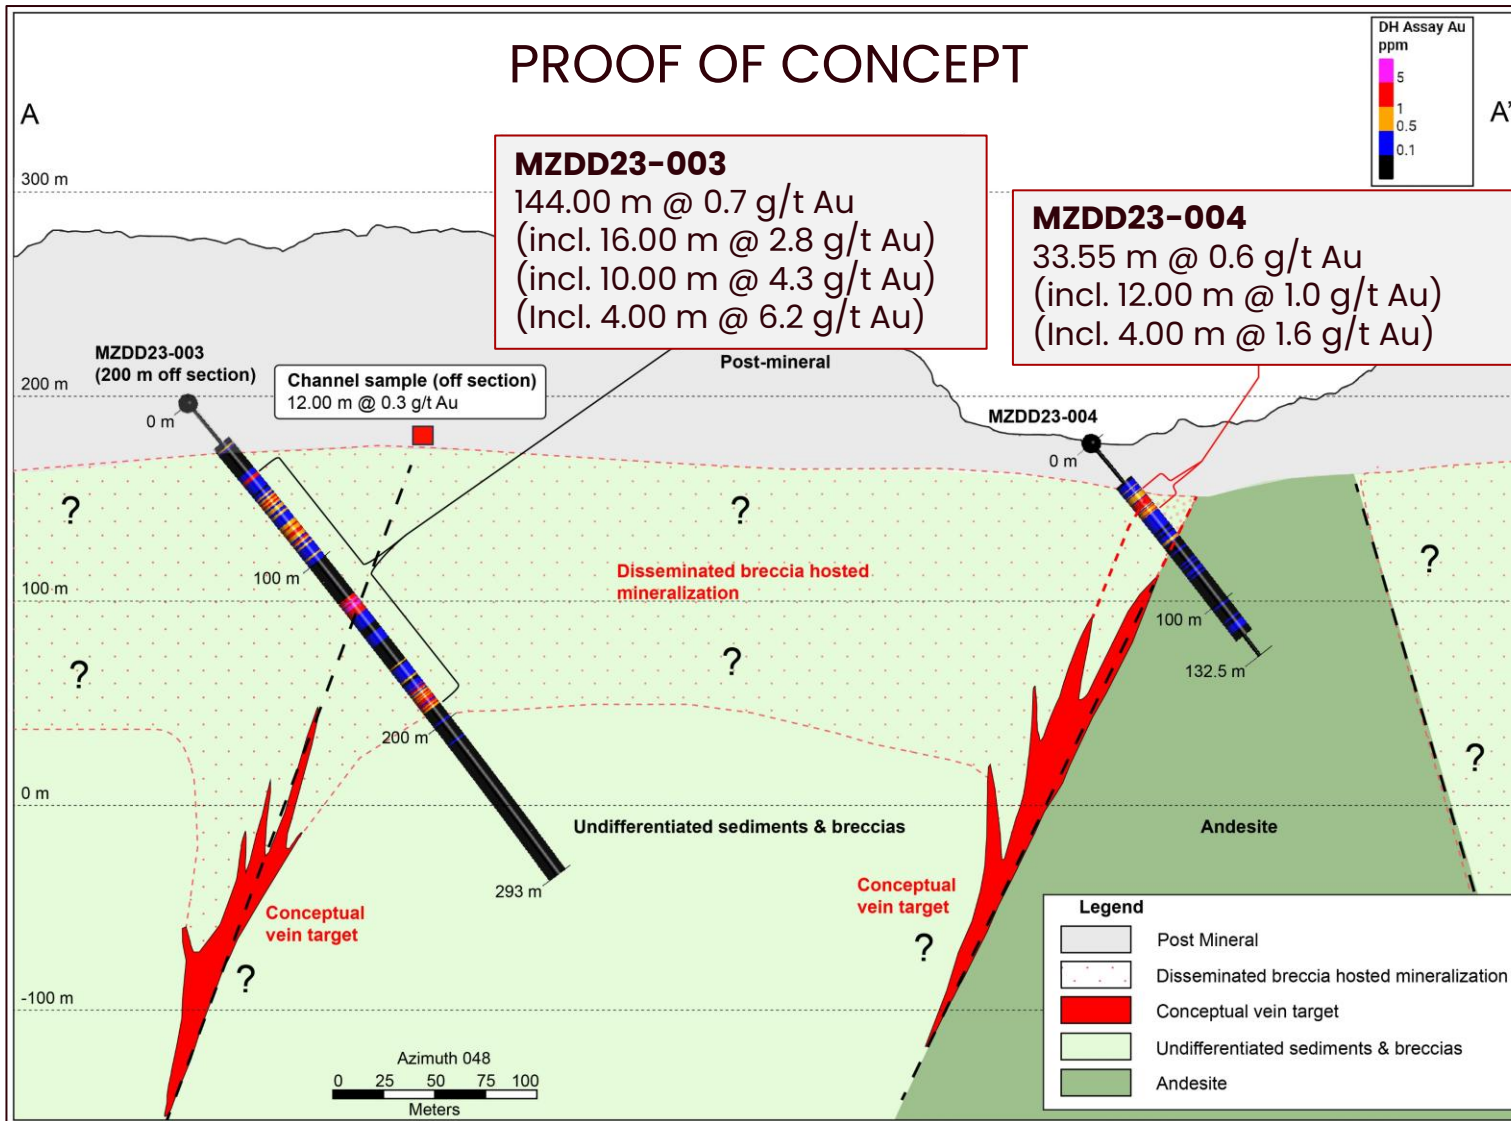 PROOF OF CONCEPT
DH Assay Au
ppm
5
1
0.5
0.1
A
A'
300 m
MZDD23-003
144.00 m @ 0.7 g/t Au
(incl. 16.00 m @ 2.8 g/t Au)
(incl. 10.00 m @ 4.3 g/t Au)
(Incl. 4.00 m @ 6.2 g/t Au)
MZDD23-004
33.55 m @ 0.6 g/t Au
(incl. 12.00 m @ 1.0 g/t Au)
(Incl. 4.00 m @ 1.6 g/t Au)
MZDD23-003
(200 m off section)
Post-mineral
200 m
Channel sample (off section)
12.00 m @ 0.3 g/t Au
0 m
MZDD23-004
0 m
?
?
?
100 m
Disseminated breccia hosted
mineralization
100 m
100 m
?
?
132.5 m
200 m
?
0 m
Undifferentiated sediments & breccias
Andesite
293 m
Conceptual
vein target
Conceptual
vein target
?
?
-100 m
Azimuth 048
0 25 50 75 100
Meters
Legend
Post Mineral
Disseminated breccia hosted mineralization
Conceptual vein target
Undifferentiated sediments & breccias
Andesite